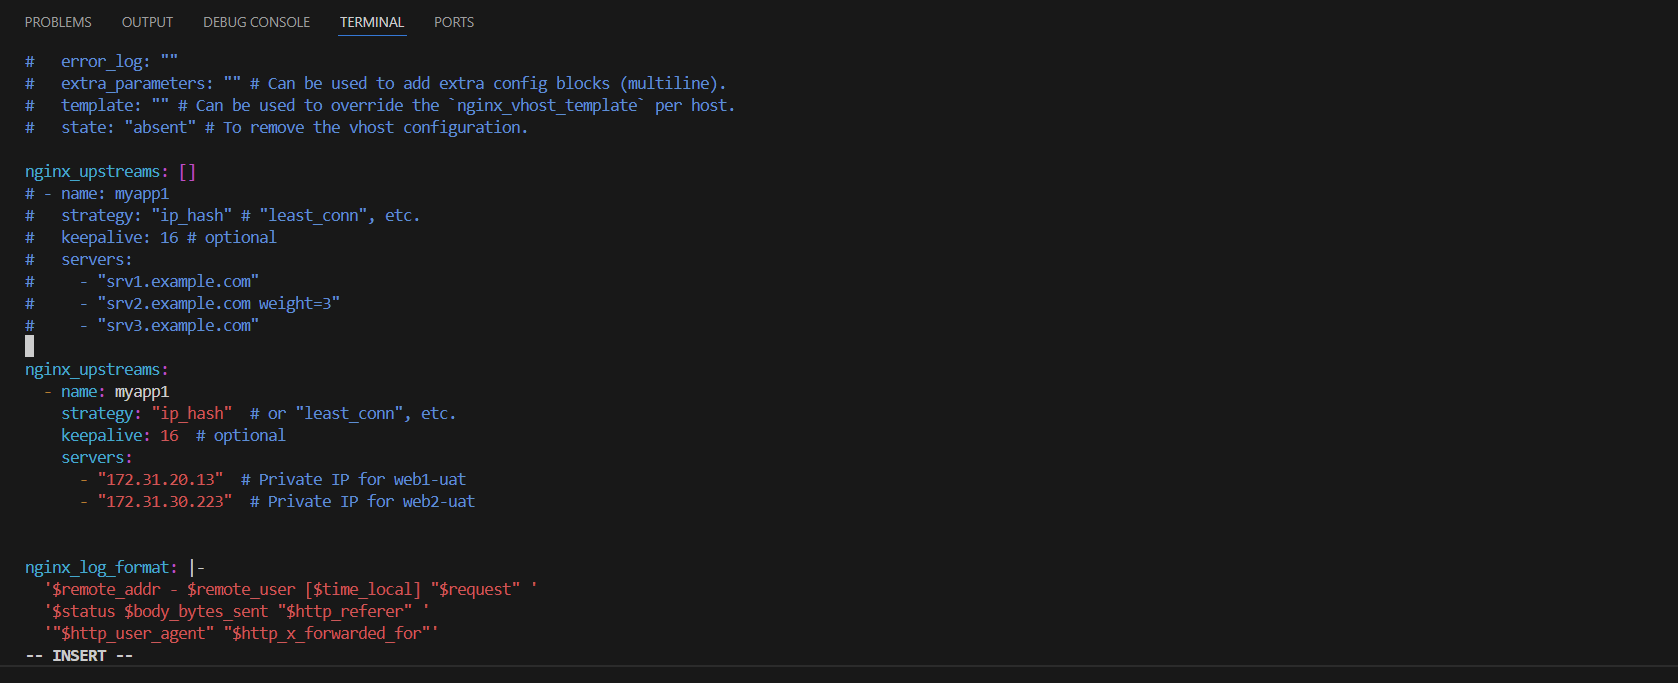 PROBLEMS OUTPUT DEBUG CONSOLE TERMINAL PORTS
#   error_log: ""
#   extra_parameters: "" # Can be used to add extra config blocks (multiline).
#   template: "" # Can be used to override the `nginx_vhost_template` per host.
#   state: "absent" # To remove the vhost configuration.
nginx_upstreams: []
# - name: myapp1
#   strategy: "ip_hash" # "least_conn", etc.
#   keepalive: 16 # optional
#   servers:
#     - "srv1.example.com"
#     - "srv2.example.com weight=3"
#     - "srv3.example.com"
nginx_upstreams:
  - name: myapp1
    strategy: "ip_hash"  # or "least_conn", etc.
    keepalive: 16  # optional
    servers:
      - "172.31.20.13"  # Private IP for web1-uat
      - "172.31.30.223"  # Private IP for web2-uat
nginx_log_format: |-
  '$remote_addr - $remote_user [$time_local] "$request" '
  '$status $body_bytes_sent "$http_referer" '
  '"$http_user_agent" "$http_x_forwarded_for"'
-- INSERT --